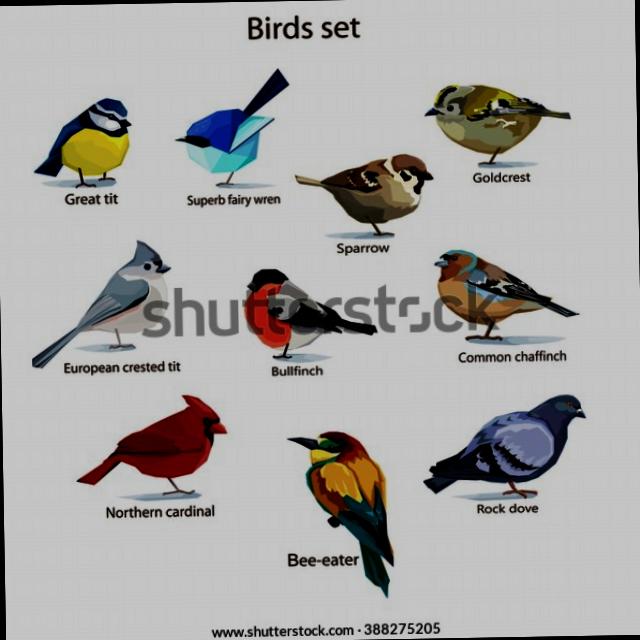 Birds set
Great tit
Superb fairy wren
Goldcrest
Sparrow
shutterstock
European crested tit
Bullfinch
Common chaffinch
Northern cardinal
Rock dove
Bee-eater
www.shutterstock.com · 388275205